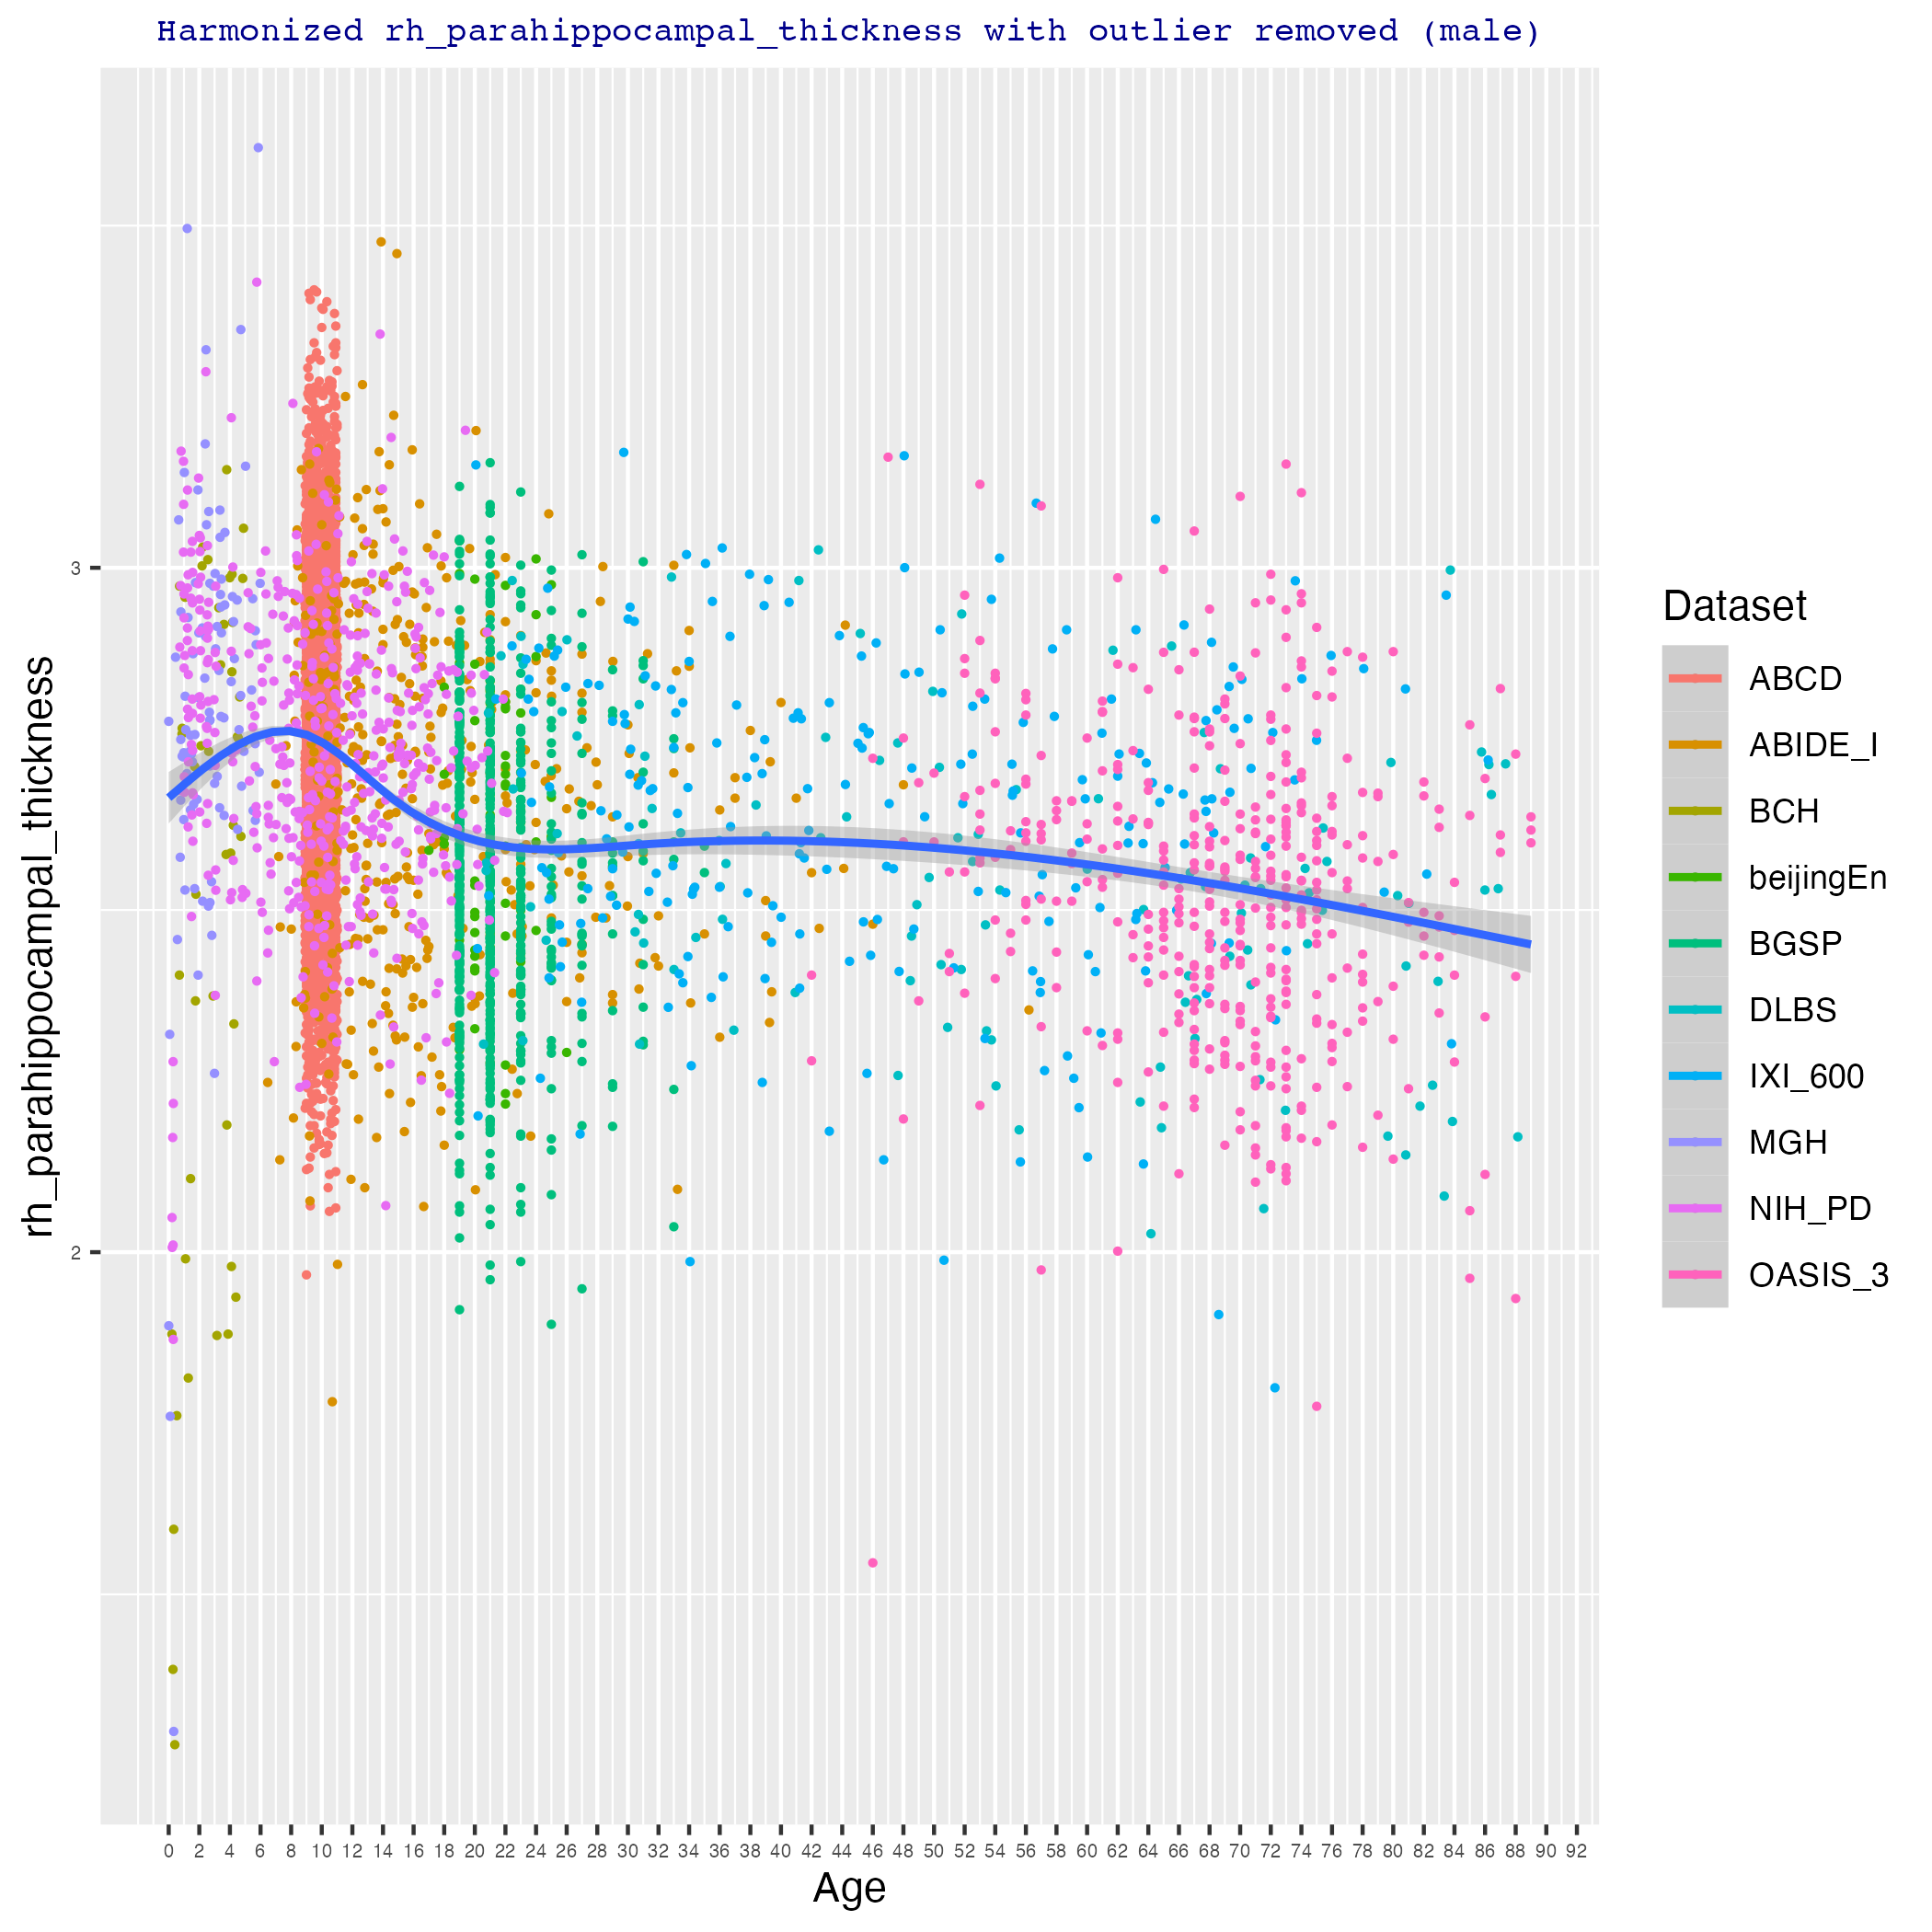 Harmonized rh_parahippocampal_thickness with outlier removed (male)
rh_parahippocampal_thickness
3
2
0 2 4 6 8 10 12 14 16 18 20 22 24 26 28 30 32 34 36 38 40 42 44 46 48 50 52 54 56 58 60 62 64 66 68 70 72 74 76 78 80 82 84 86 88 90 92
Age
Dataset
ABCD
ABIDE_I
BCH
beijingEn
BGSP
DLBS
IXI_600
MGH
NIH_PD
OASIS_3